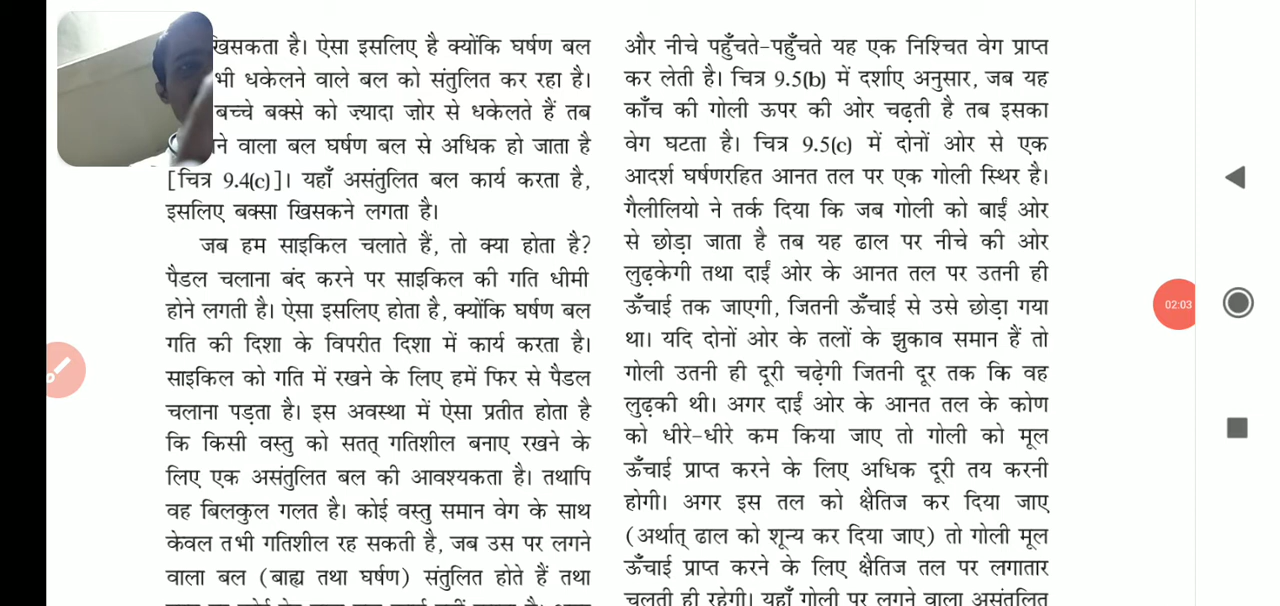 खिसकता है। ऐसा इसलिए है क्योंकि घर्षण बल
भी धकेलने वाले बल को संतुलित कर रहा है।
बच्चे बक्से को ज़्यादा ज़ोर से धकेलते हैं तब
वाला बल घर्षण बल से अधिक हो जाता है
[चित्र 9.4(c)]। यहाँ असंतुलित बल कार्य करता है,
इसलिए बक्सा खिसकने लगता है।
जब हम साइकिल चलाते हैं, तो क्या होता है?
पैडल चलाना बंद करने पर साइकिल की गति धीमी
होने लगती है। ऐसा इसलिए होता है, क्योंकि घर्षण बल
गति की दिशा के विपरीत दिशा में कार्य करता है।
साइकिल को गति में रखने के लिए हमें फिर से पैडल
चलाना पड़ता है। इस अवस्था में ऐसा प्रतीत होता है
कि किसी वस्तु को सतत् गतिशील बनाए रखने के
लिए एक असंतुलित बल की आवश्यकता है। तथापि
यह बिलकुल गलत है। कोई वस्तु समान वेग के साथ
केवल तभी गतिशील रह सकती है, जब उस पर लगने
वाला बल (बाह्य तथा घर्षण) संतुलित होते हैं तथा
और नीचे पहुँचते-पहुँचते यह एक निश्चित वेग प्राप्त
कर लेती है। चित्र 9.5(b) में दर्शाए अनुसार, जब यह
काँच की गोली ऊपर की ओर चढ़ती है तब इसका
वेग घटता है। चित्र 9.5(c) में दोनों ओर से एक
आदर्श घर्षणरहित आनत तल पर एक गोली स्थिर है।
गैलीलियो ने तर्क दिया कि जब गोली को बाईं ओर
से छोड़ा जाता है तब यह ढाल पर नीचे की ओर
लुढ़केगी तथा दाईं ओर के आनत तल पर उतनी ही
ऊँचाई तक जाएगी, जितनी ऊँचाई से उसे छोड़ा गया
था। यदि दोनों ओर के तलों के झुकाव समान हैं तो
गोली उतनी ही दूरी चढ़ेगी जितनी दूर तक कि वह
लुढ़की थी। अगर दाईं ओर के आनत तल के कोण
को धीरे-धीरे कम किया जाए तो गोली को मूल
ऊँचाई प्राप्त करने के लिए अधिक दूरी तय करनी
होगी। अगर इस तल को क्षैतिज कर दिया जाए
(अर्थात् ढाल को शून्य कर दिया जाए) तो गोली मूल
ऊँचाई प्राप्त करने के लिए क्षैतिज तल पर लगातार
चलती ही रहेगी। यहाँ गोली पर लगने वाला असंतुलित
02:03